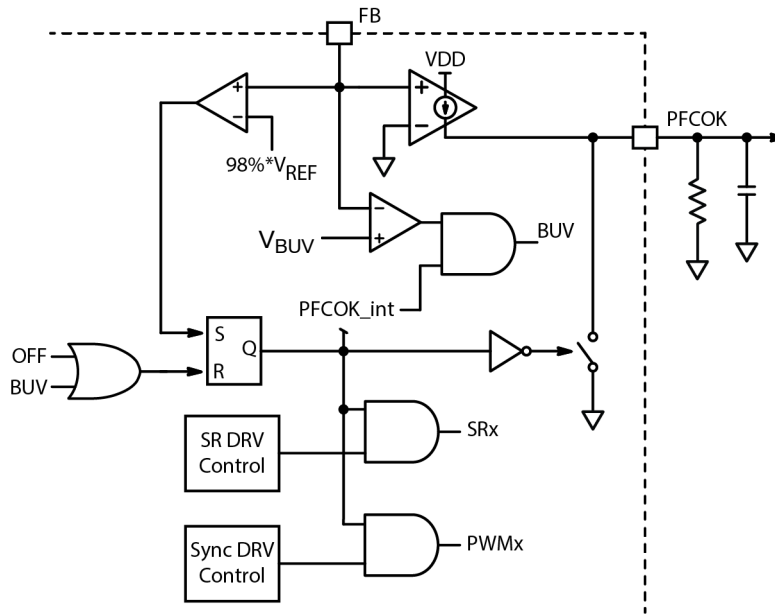 FB
VDD
+
+
PFCOK
−
−
98%*VREF
−
VBUV
+
BUV
PFCOK_int
S
Q
OFF
R
BUV
SR DRV
Control
SRx
Sync DRV
Control
PWMx